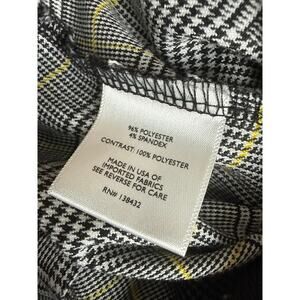 96% POLYESTER
4% SPANDEX
CONTRAST: 100% POLYESTER
MADE IN USA OF
IMPORTED FABRICS
SEE REVERSE FOR CARE
RN# 138432